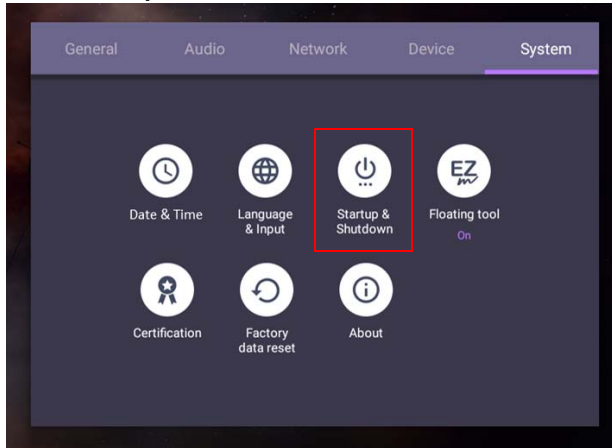 General Audio Network Device System
Date & Time
Language
& Input
Startup &
Shutdown
EZ
Floating tool
On
Certification
Factory
data reset
About